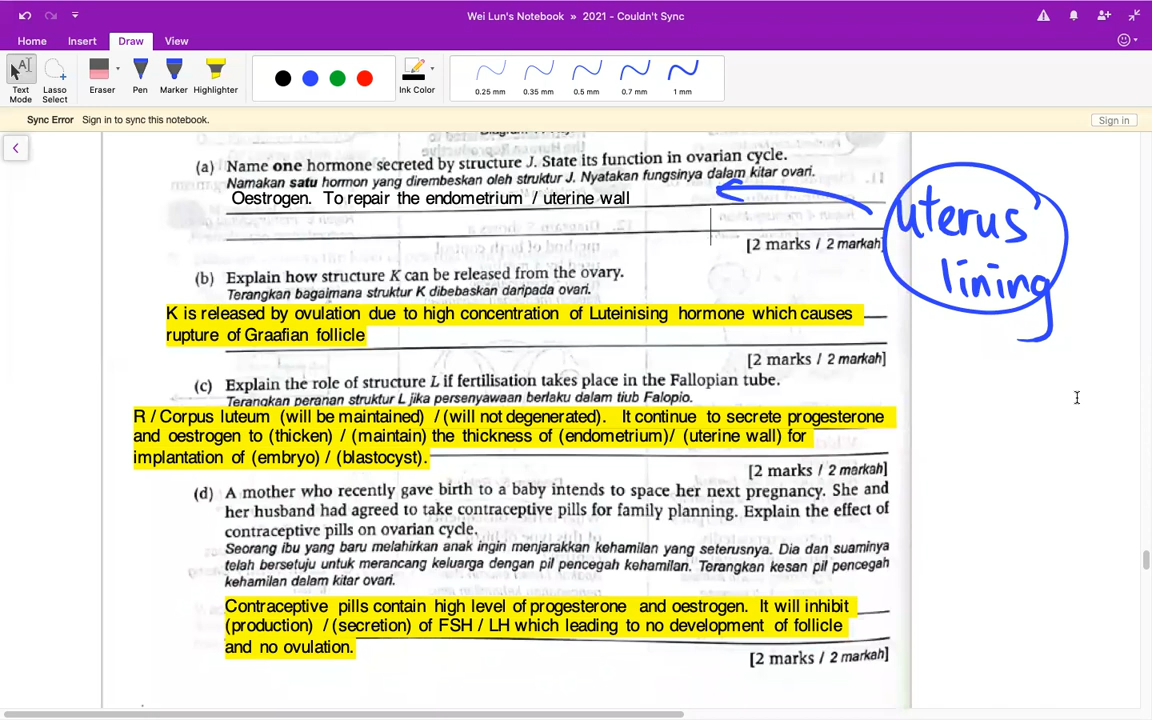 Wei Lun's Notebook » 2021 - Couldn't Sync
Home Insert Draw View
Text Mode
Lasso Select
Eraser
Pen
Marker
Highlighter
Ink Color
0.25 mm 0.35 mm 0.5 mm 0.7 mm 1 mm
Sync Error Sign in to sync this notebook.
Sign in
(a) Name one hormone secreted by structure J. State its function in ovarian cycle.
Namakan satu hormon yang dirembeskan oleh struktur J. Nyatakan fungsinya dalam kitar ovari.
Oestrogen. To repair the endometrium / uterine wall
uterus
lining
[2 marks / 2 markah]
(b) Explain how structure K can be released from the ovary.
Terangkan bagaimana struktur K dibebaskan daripada ovari.
K is released by ovulation due to high concentration of Luteinising hormone which causes
rupture of Graafian follicle
[2 marks / 2 markah]
(c) Explain the role of structure L if fertilisation takes place in the Fallopian tube.
Terangkan peranan struktur L jika persenyawaan berlaku dalam tiub Falopio.
R / Corpus luteum (will be maintained) / (will not degenerated). It continue to secrete progesterone
and oestrogen to (thicken) / (maintain) the thickness of (endometrium)/ (uterine wall) for
implantation of (embryo) / (blastocyst).
[2 marks / 2 markah]
(d) A mother who recently gave birth to a baby intends to space her next pregnancy. She and
her husband had agreed to take contraceptive pills for family planning. Explain the effect of
contraceptive pills on ovarian cycle.
Seorang ibu yang baru melahirkan anak ingin menjarakkan kehamilan yang seterusnya. Dia dan suaminya
telah bersetuju untuk merancang keluarga dengan pil pencegah kehamilan. Terangkan kesan pil pencegah
kehamilan dalam kitar ovari.
Contraceptive pills contain high level of progesterone and oestrogen. It will inhibit
(production) / (secretion) of FSH / LH which leading to no development of follicle
and no ovulation.
[2 marks / 2 markah]